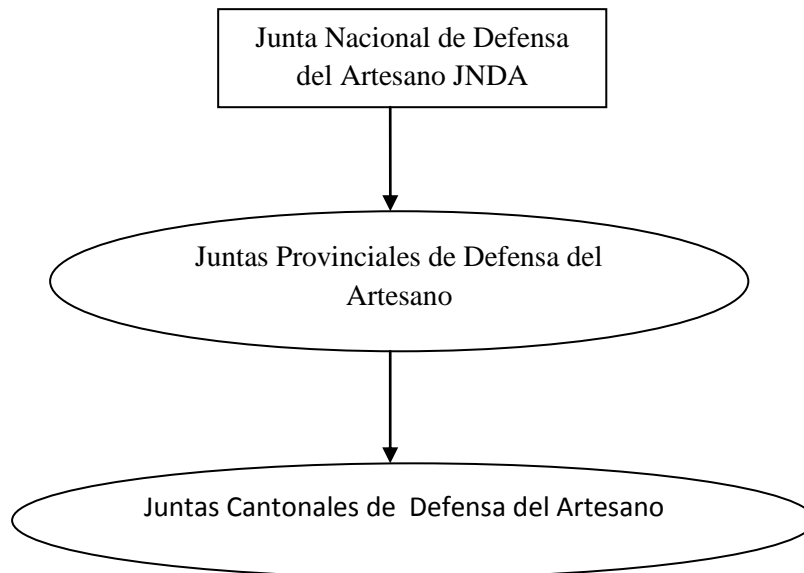 Junta Nacional de Defensa
del Artesano JNDA
Juntas Provinciales de Defensa del
Artesano
Juntas Cantonales de Defensa del Artesano